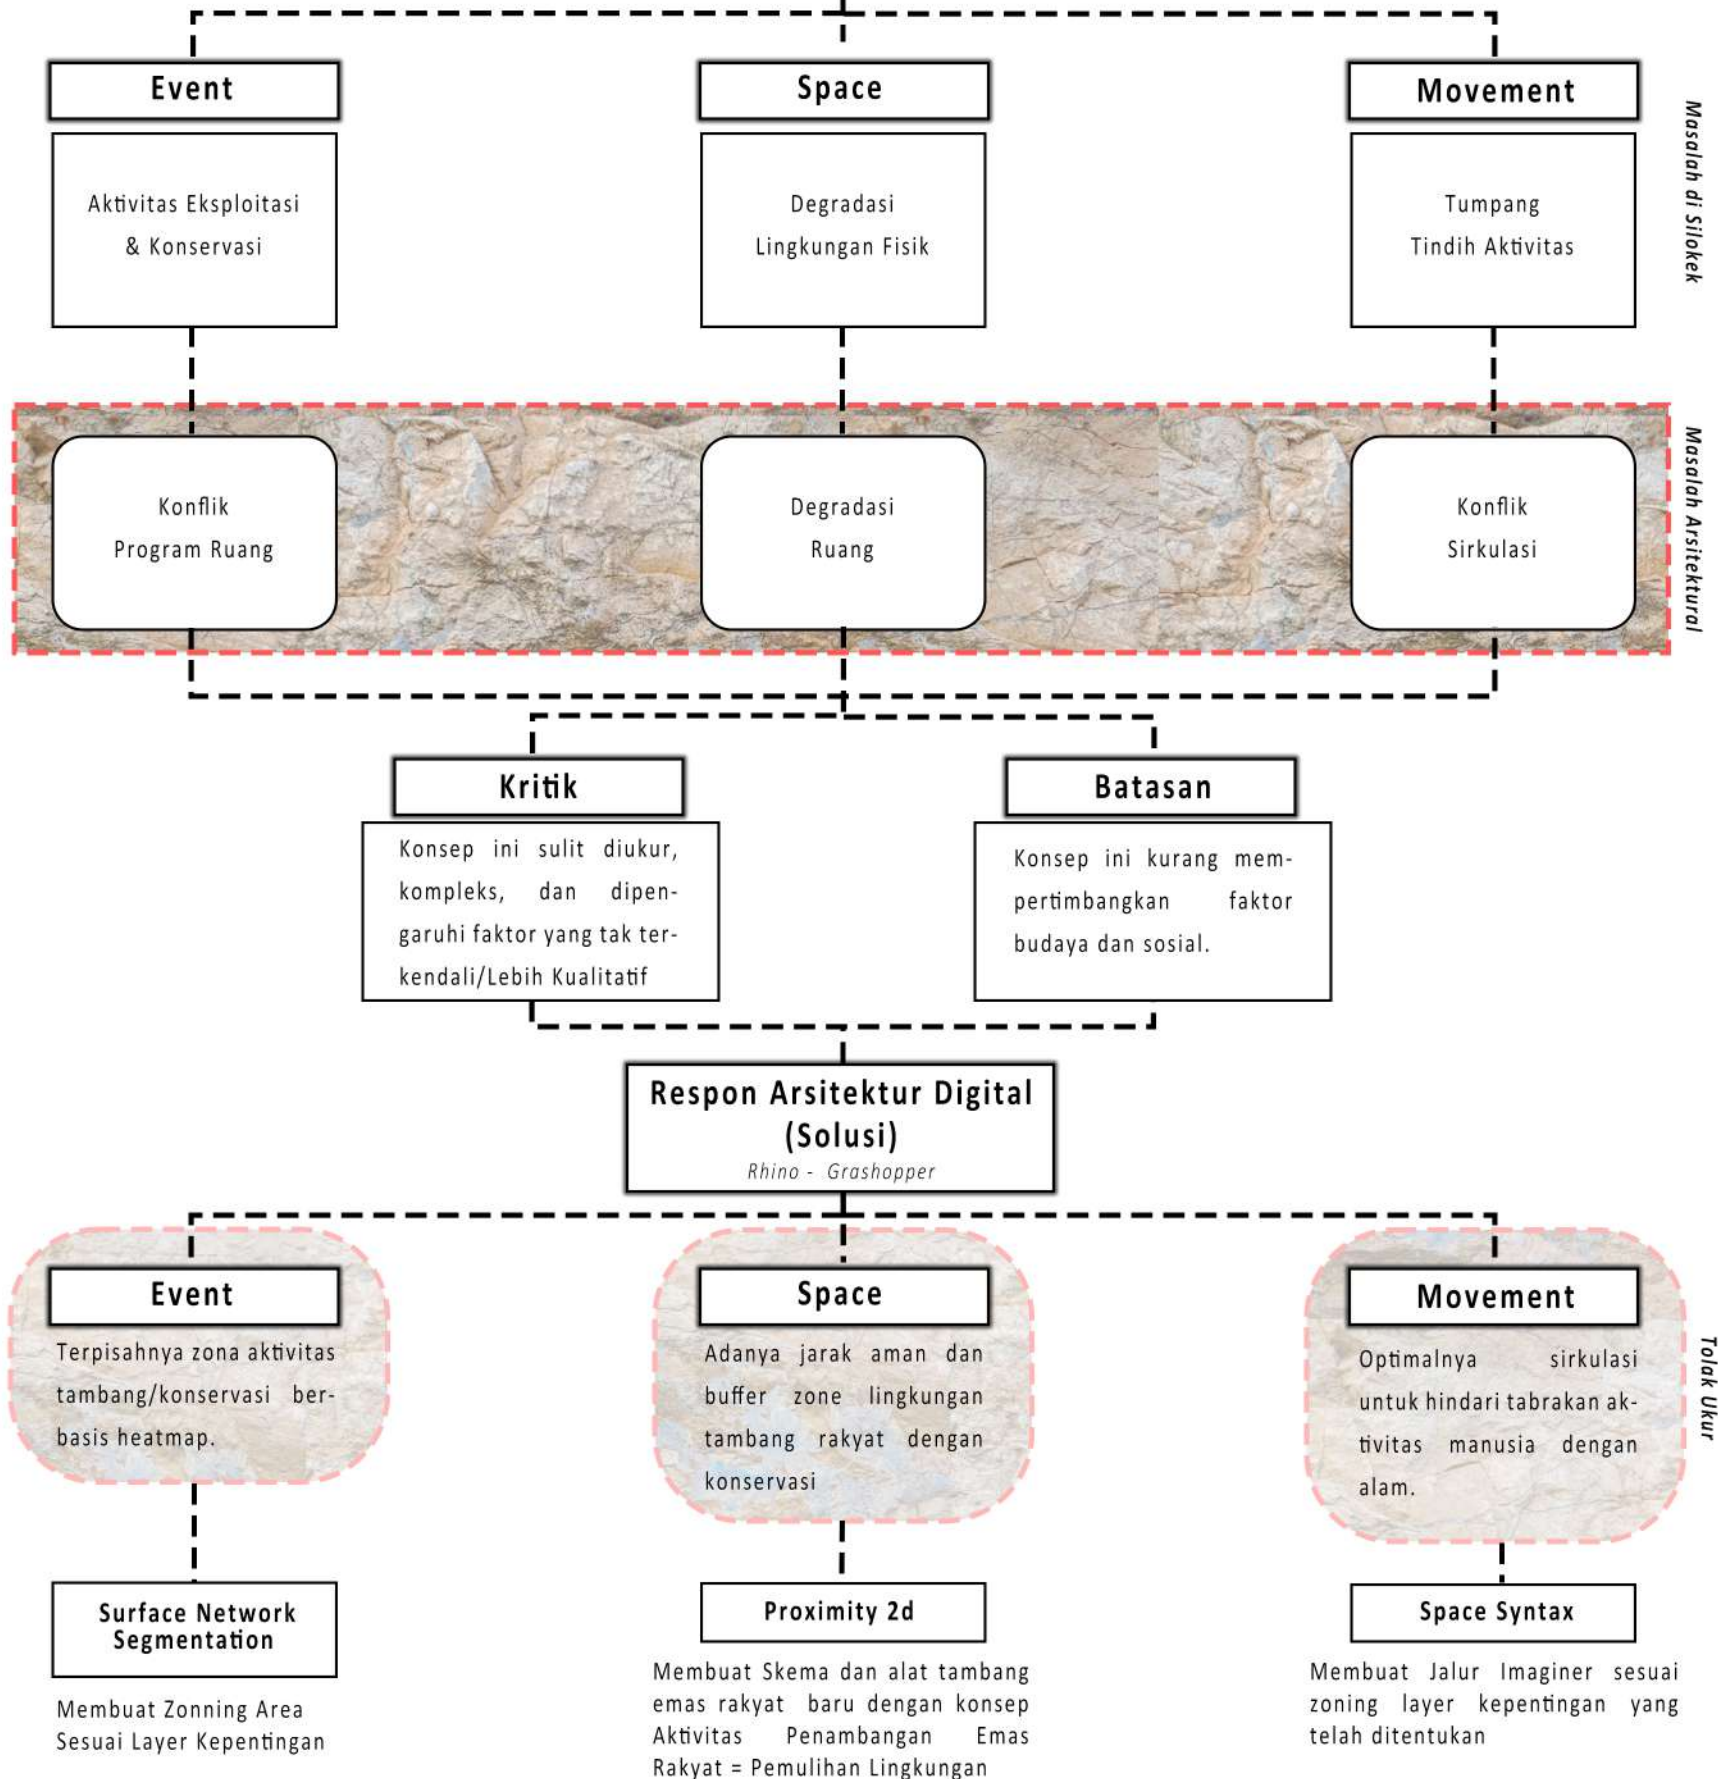 Event
Space
Movement
Masalah di Silokek
Aktivitas Eksploitasi
& Konservasi
Degradasi
Lingkungan Fisik
Tumpang
Tindih Aktivitas
Masalah Arsitektural
Konflik
Program Ruang
Degradasi
Ruang
Konflik
Sirkulasi
Kritik
Konsep ini sulit diukur,
kompleks, dan dipen-
garuhi faktor yang tak ter-
kendali/Lebih Kualitatif
Batasan
Konsep ini kurang mem-
pertimbangkan faktor
budaya dan sosial.
Respon Arsitektur Digital
(Solusi)
Rhino - Grashopper
Event
Terpisahnya zona aktivitas
tambang/konservasi ber-
basis heatmap.
Space
Adanya jarak aman dan
buffer zone lingkungan
tambang rakyat dengan
konservasi
Movement
Optimalnya sirkulasi
untuk hindari tabrakan ak-
tivitas manusia dengan
alam.
Tolak Ukur
Surface Network
Segmentation
Membuat Zonning Area
Sesuai Layer Kepentingan
Proximity 2d
Membuat Skema dan alat tambang
emas rakyat baru dengan konsep
Aktivitas Penambangan Emas
Rakyat = Pemulihan Lingkungan
Space Syntax
Membuat Jalur Imaginer sesuai
zoning layer kepentingan yang
telah ditentukan